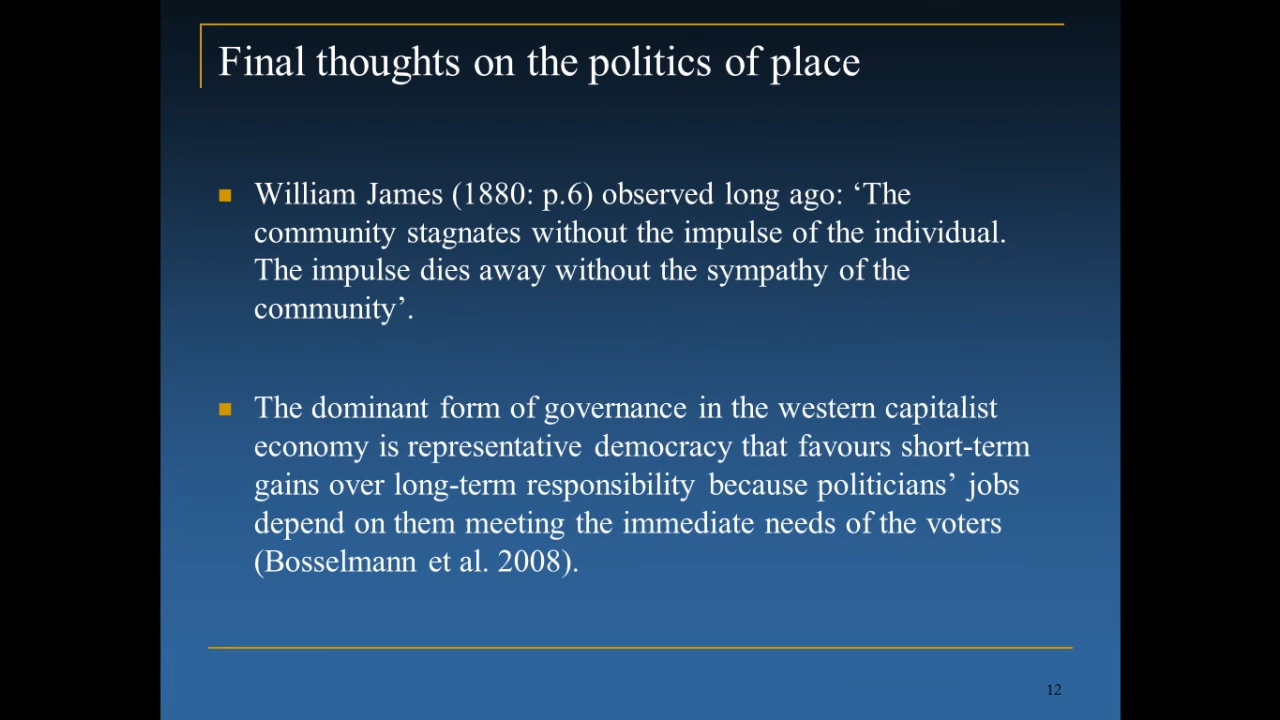 Final thoughts on the politics of place
William James (1880: p.6) observed long ago: ‘The
community stagnates without the impulse of the individual.
The impulse dies away without the sympathy of the
community’.
The dominant form of governance in the western capitalist
economy is representative democracy that favours short-term
gains over long-term responsibility because politicians’ jobs
depend on them meeting the immediate needs of the voters
(Bosselmann et al. 2008).
12